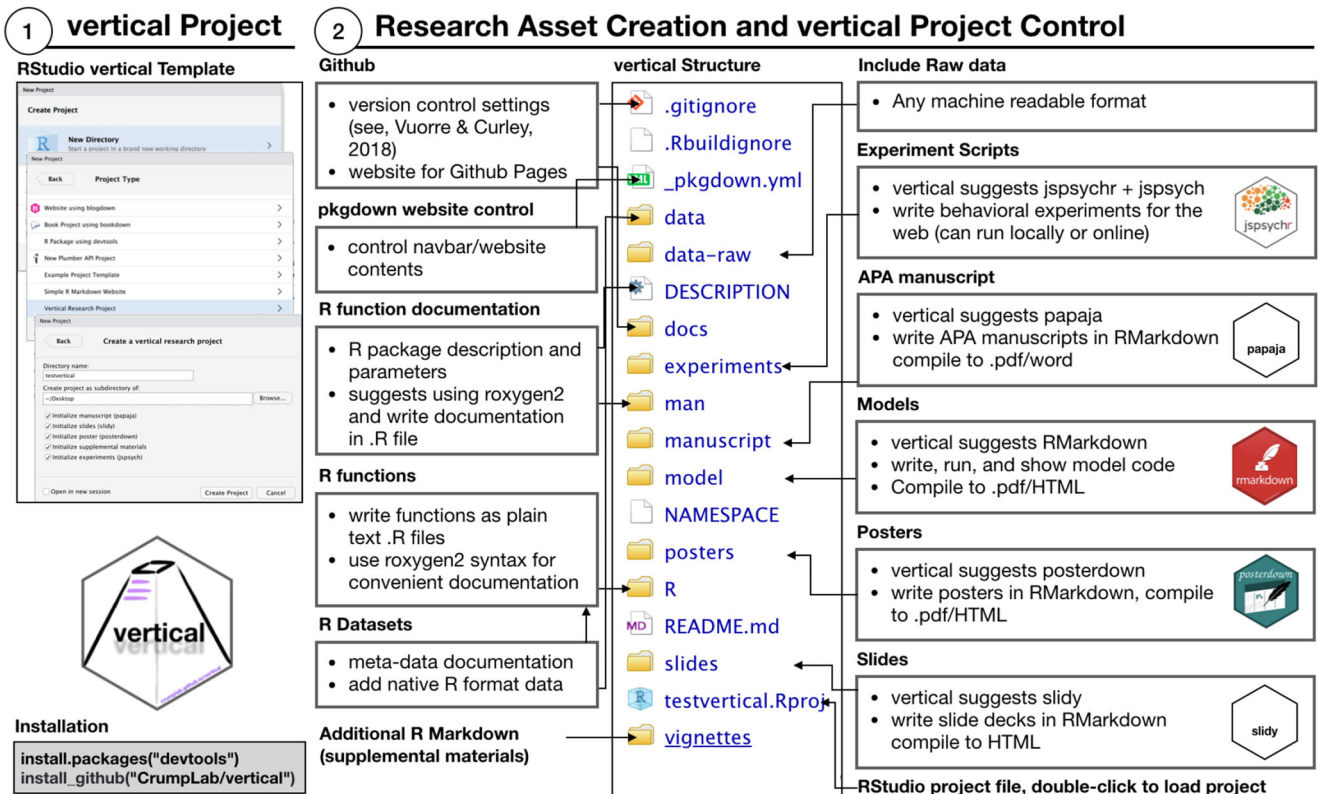 1 vertical Project
RStudio vertical Template
New Project
Create Project
New Directory
Start a project in a brand new working directory
New Project
Back Project Type
Website using blogdown
Book Project using bookdown
R Package using devtools
New Plumber API Project
Example Project Template
Simple R Markdown Website
Vertical Research Project
New Project
Back Create a vertical research project
Directory name:
testvertical
Create project as subdirectory of:
~/Desktop Browse...
Initialize manuscript (papaja)
Initialize slides (slidy)
Initialize poster (posterdown)
Initialize supplemental materials
Initialize experiments (jspsych)
Open in new session Create Project Cancel
vertical
crumplab.github.io/vertical
Installation
install.packages("devtools")
install_github("CrumpLab/vertical")
2 Research Asset Creation and vertical Project Control
Github
• version control settings
(see, Vuorre & Curley,
2018)
• website for Github Pages
pkgdown website control
• control navbar/website
contents
R function documentation
• R package description and
parameters
• suggests using roxygen2
and write documentation
in .R file
R functions
• write functions as plain
text .R files
• use roxygen2 syntax for
convenient documentation
R Datasets
• meta-data documentation
• add native R format data
Additional R Markdown
(supplemental materials)
vertical Structure
.gitignore
.Rbuildignore
YML _pkgdown.yml
data
data-raw
DESCRIPTION
docs
experiments
man
manuscript
model
NAMESPACE
posters
R
MD README.md
slides
R testvertical.Rproj
vignettes
Include Raw data
• Any machine readable format
Experiment Scripts
• vertical suggests jspsychr + jspsych
• write behavioral experiments for the
web (can run locally or online)
jspsychr
APA manuscript
• vertical suggests papaja
• write APA manuscripts in RMarkdown
compile to .pdf/word
papaja
Models
• vertical suggests RMarkdown
• write, run, and show model code
• Compile to .pdf/HTML
rmarkdown
Posters
• vertical suggests posterdown
• write posters in RMarkdown, compile
to .pdf/HTML
posterdown
Slides
• vertical suggests slidy
• write slide decks in RMarkdown
compile to HTML
slidy
RStudio project file, double-click to load project